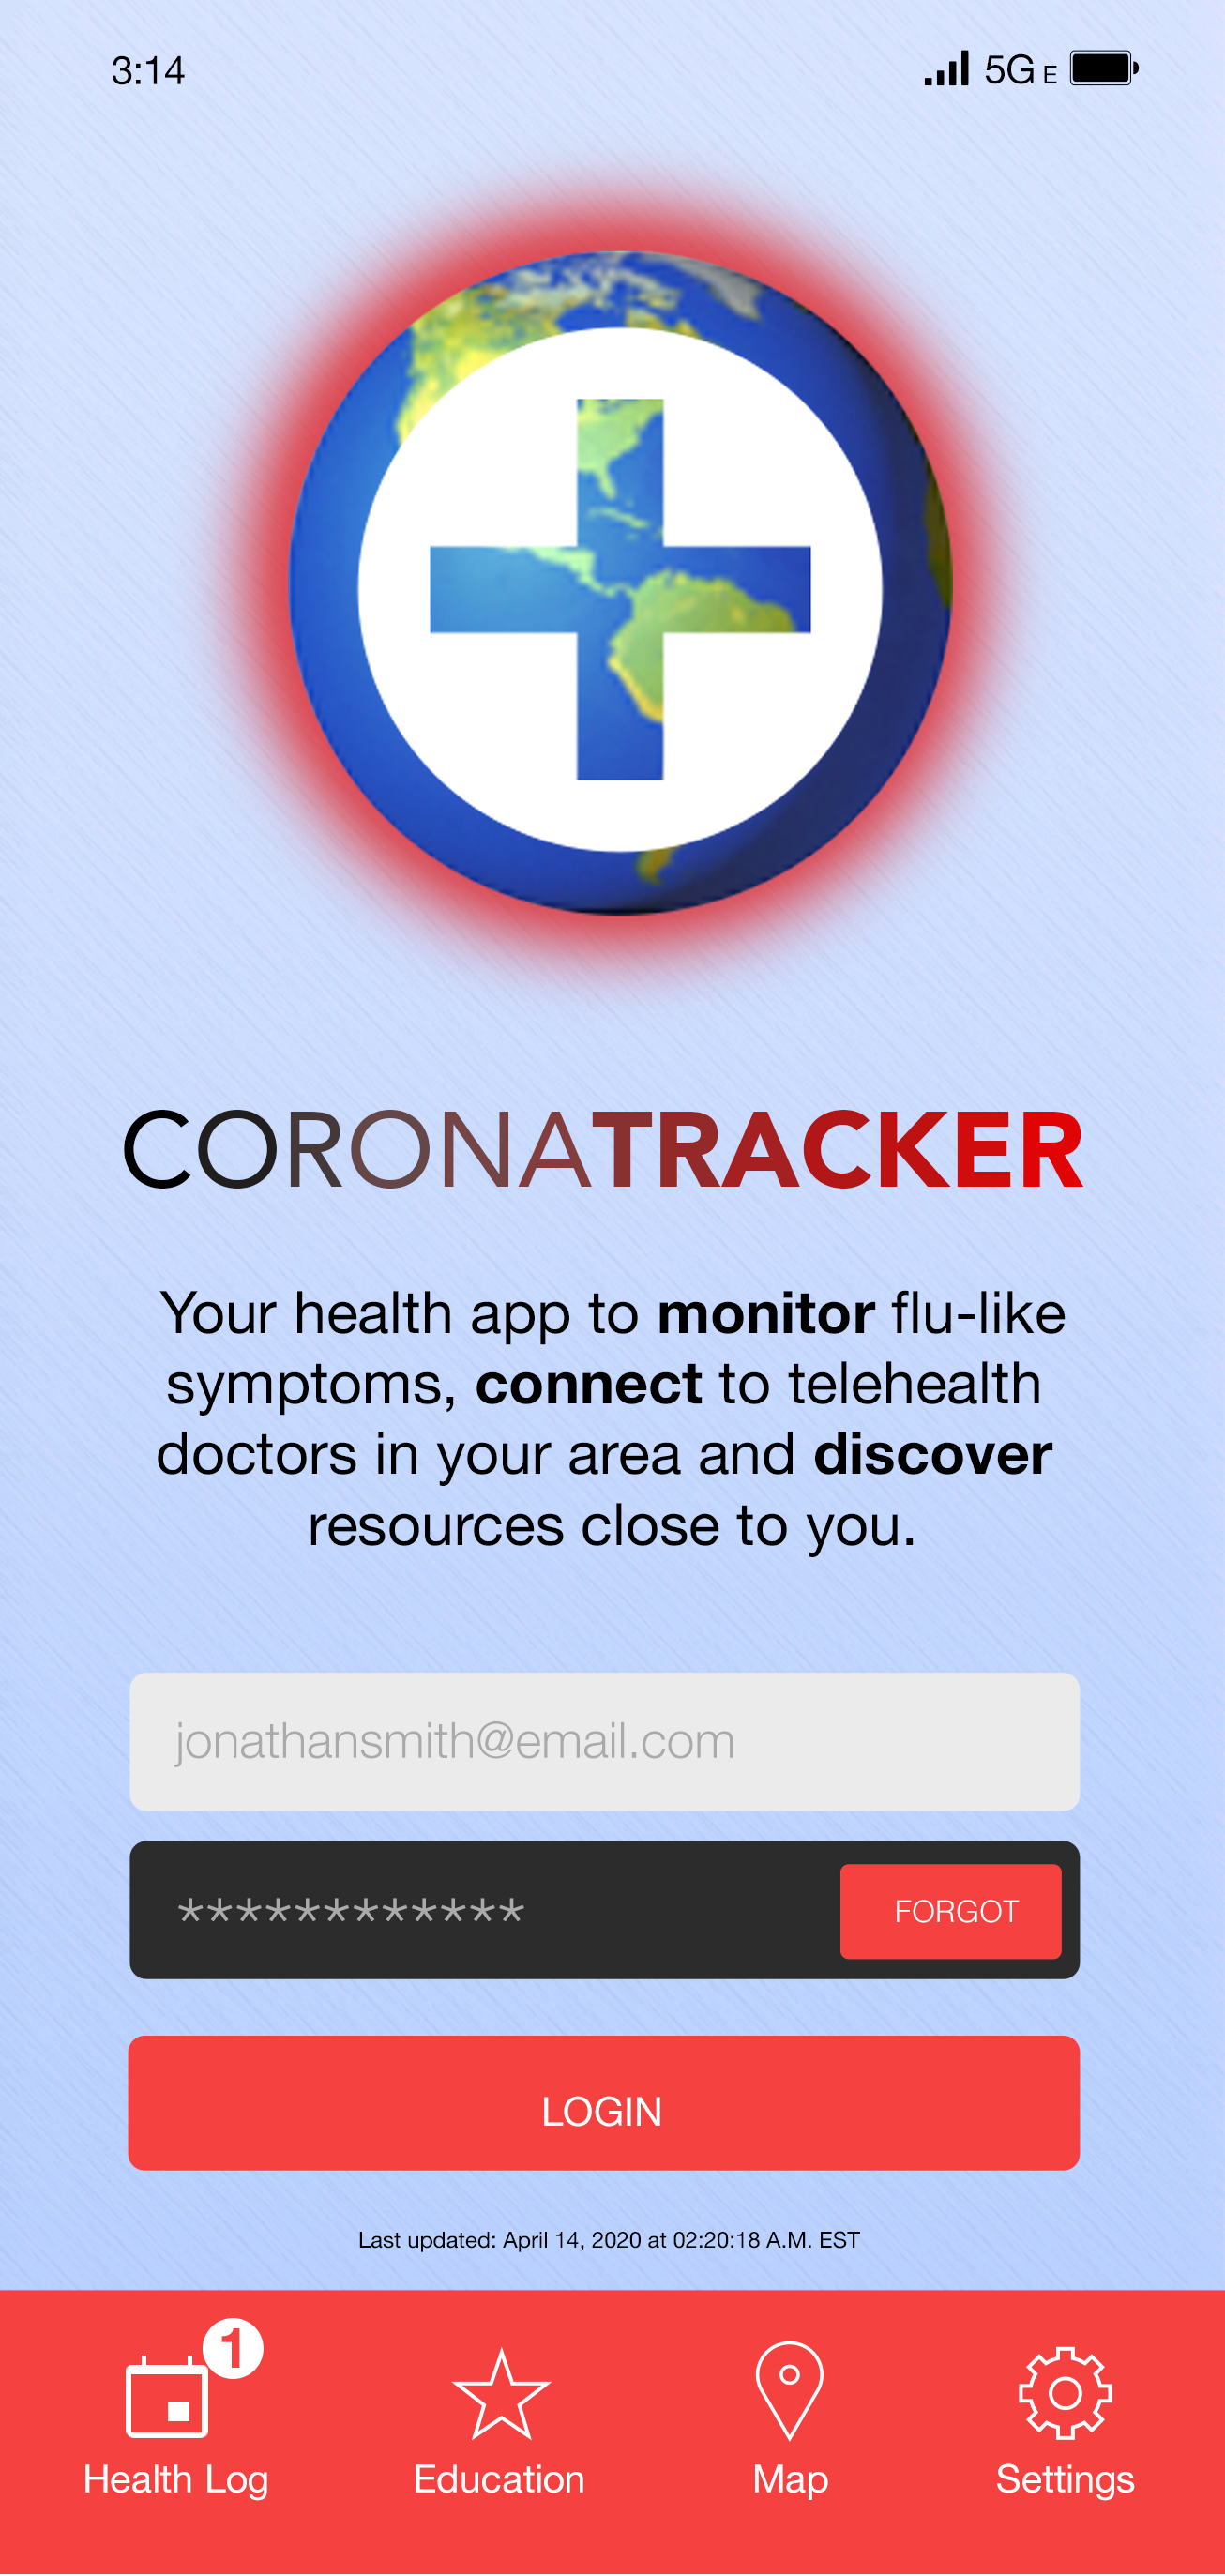 3:14
5G E
CORONATRACKER
Your health app to monitor flu-like
symptoms, connect to telehealth
doctors in your area and discover
resources close to you.
jonathansmith@email.com
************
FORGOT
LOGIN
Last updated: April 14, 2020 at 02:20:18 A.M. EST
1
Health Log
Education
Map
Settings